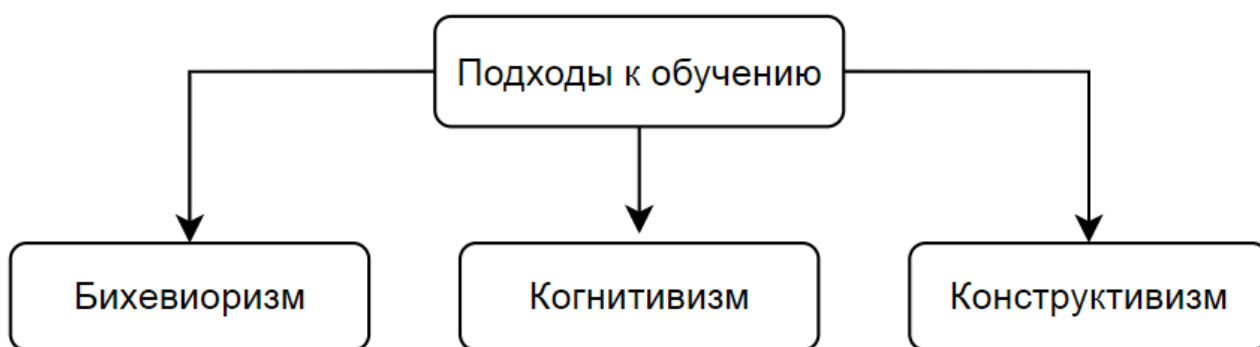 Подходы к обучению
Бихевиоризм
Когнитивизм
Конструктивизм